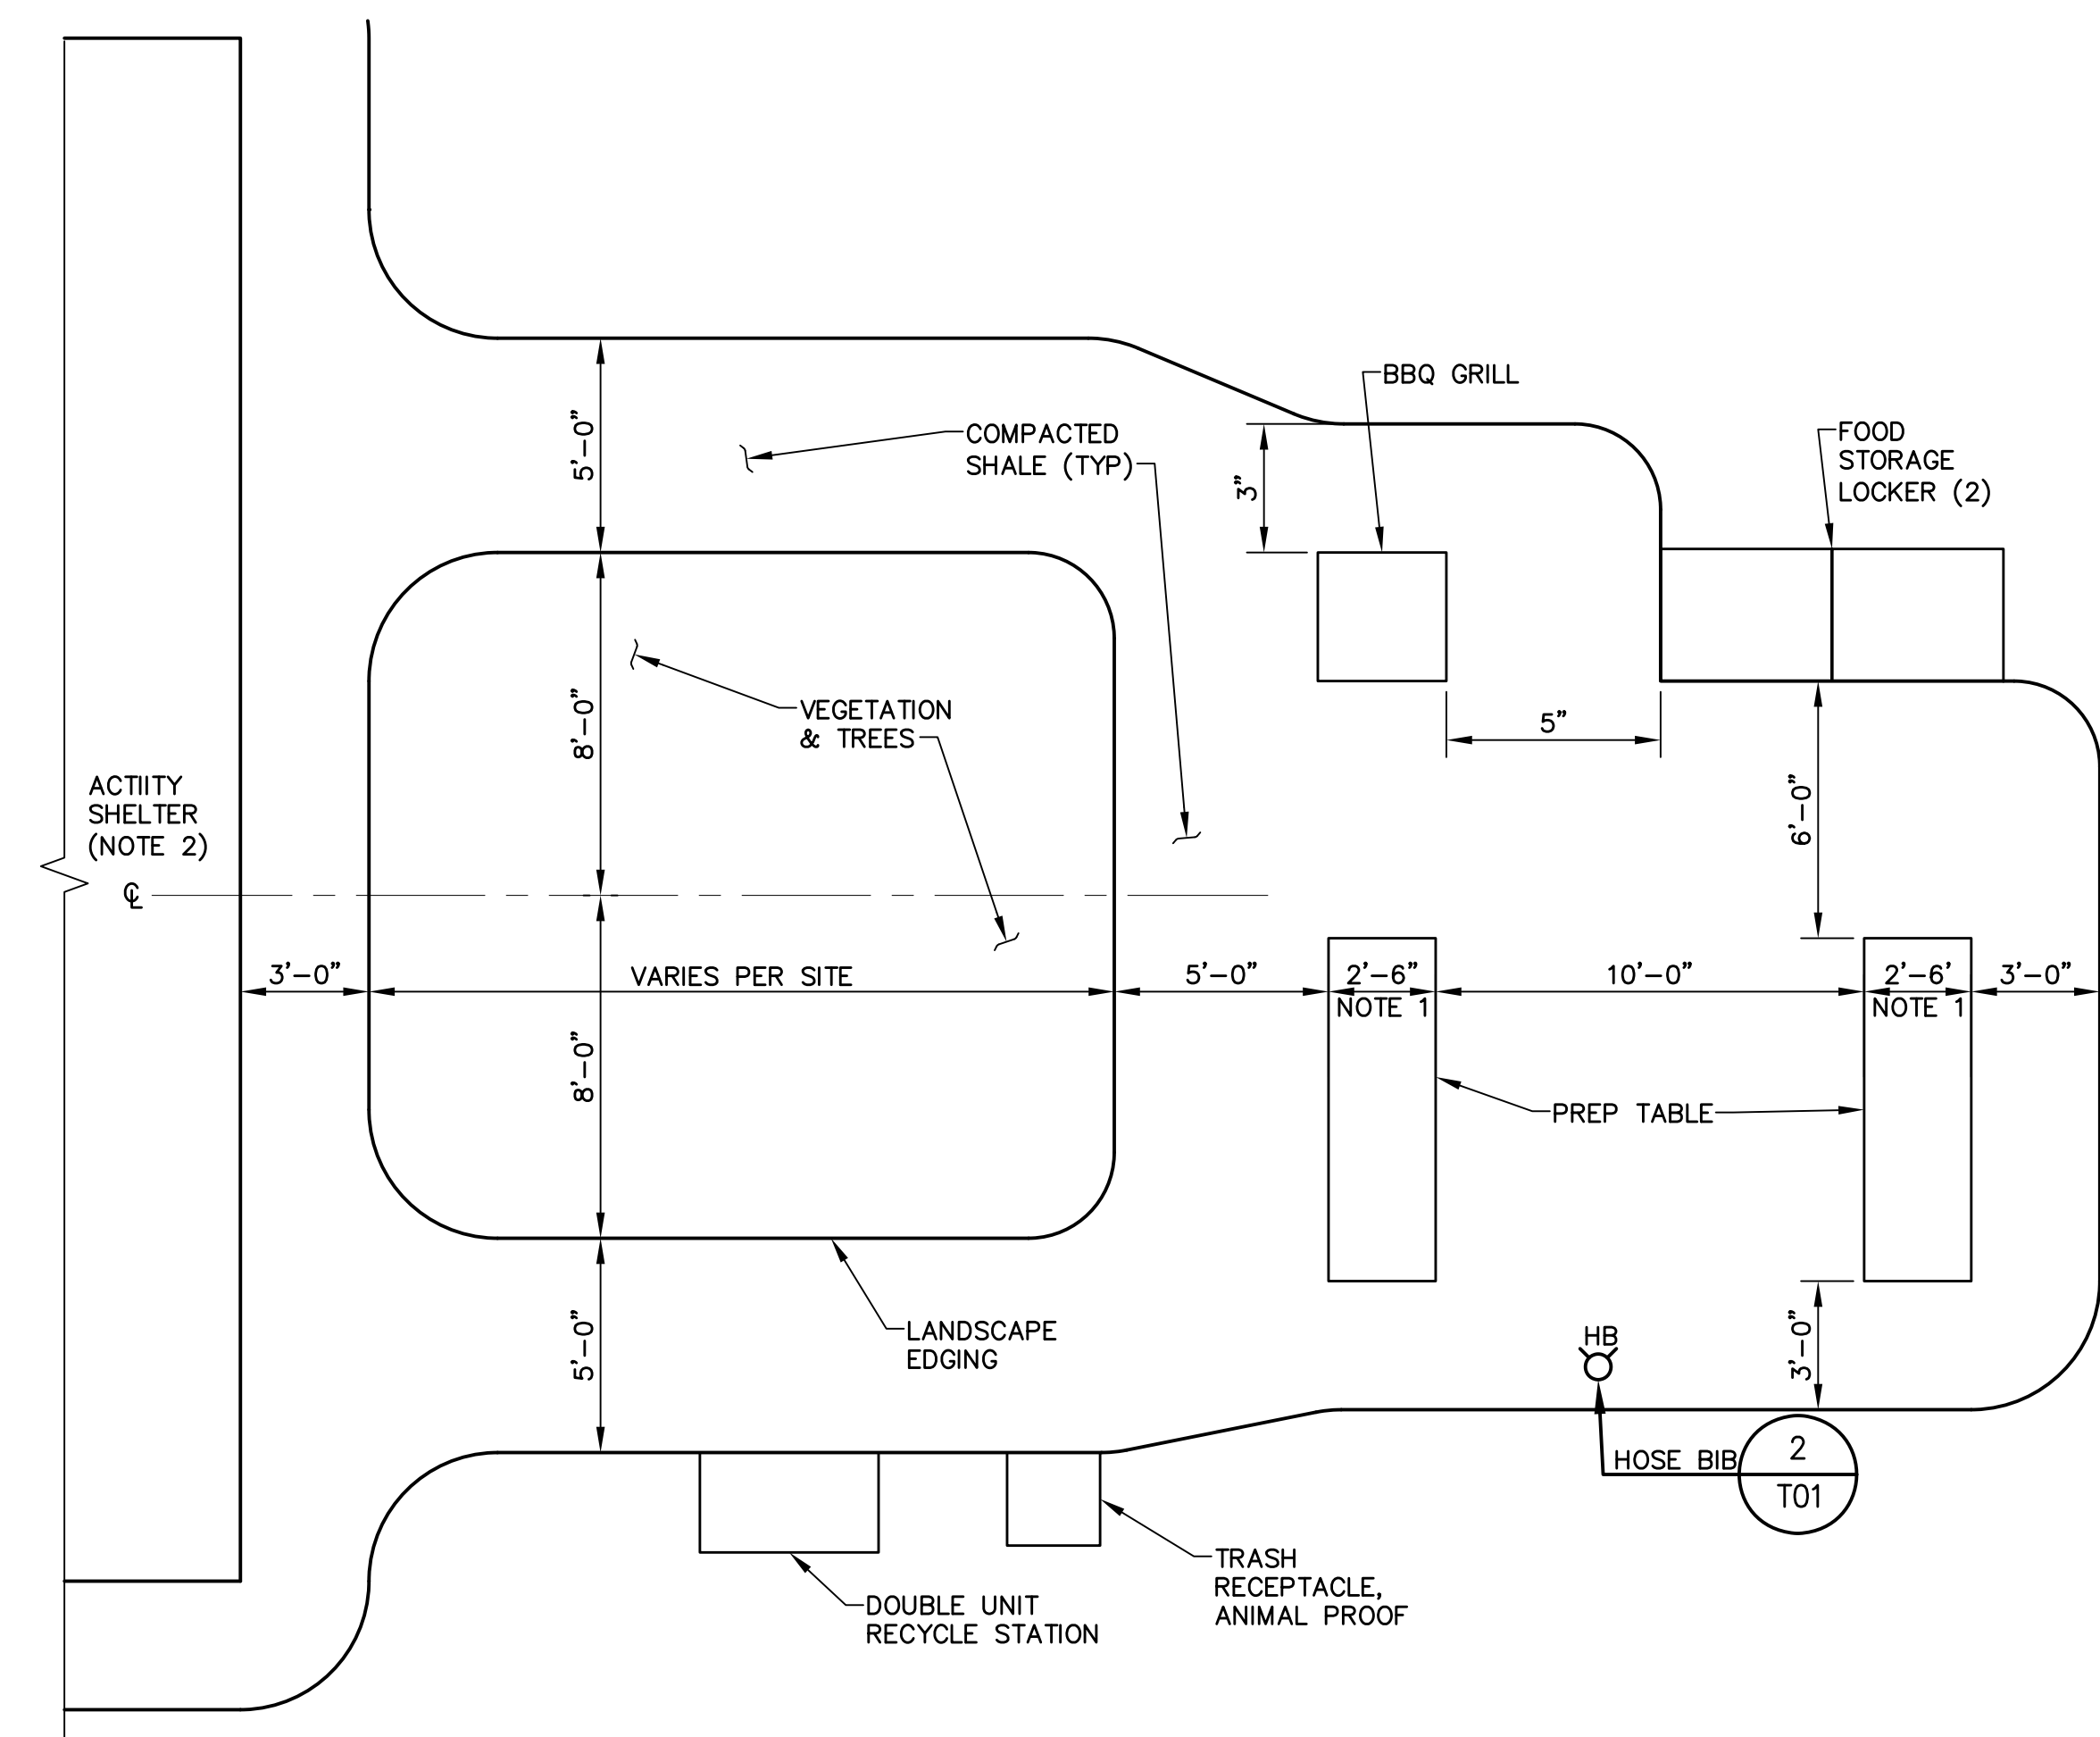 BBQ GRILL
FOOD
STORAGE
LOCKER (2)
COMPACTED
SHALE (TYP)
5'-0"
3"
VEGETATION
& TREES
8'-0"
5"
6'-0"
ACTIITY
SHELTER
(NOTE 2)
CL
3'-0"
VARIES PER SITE
5'-0"
2'-6"
NOTE 1
10'-0"
2'-6'
NOTE 1
3'-0"
8'-0"
PREP TABLE
5'-0"
LANDSCAPE
EDGING
HB
3'-0"
HOSE BIB
2
T01
TRASH
RECEPTACLE,
ANIMAL PROOF
DOUBLE UNIT
RECYCLE STATION